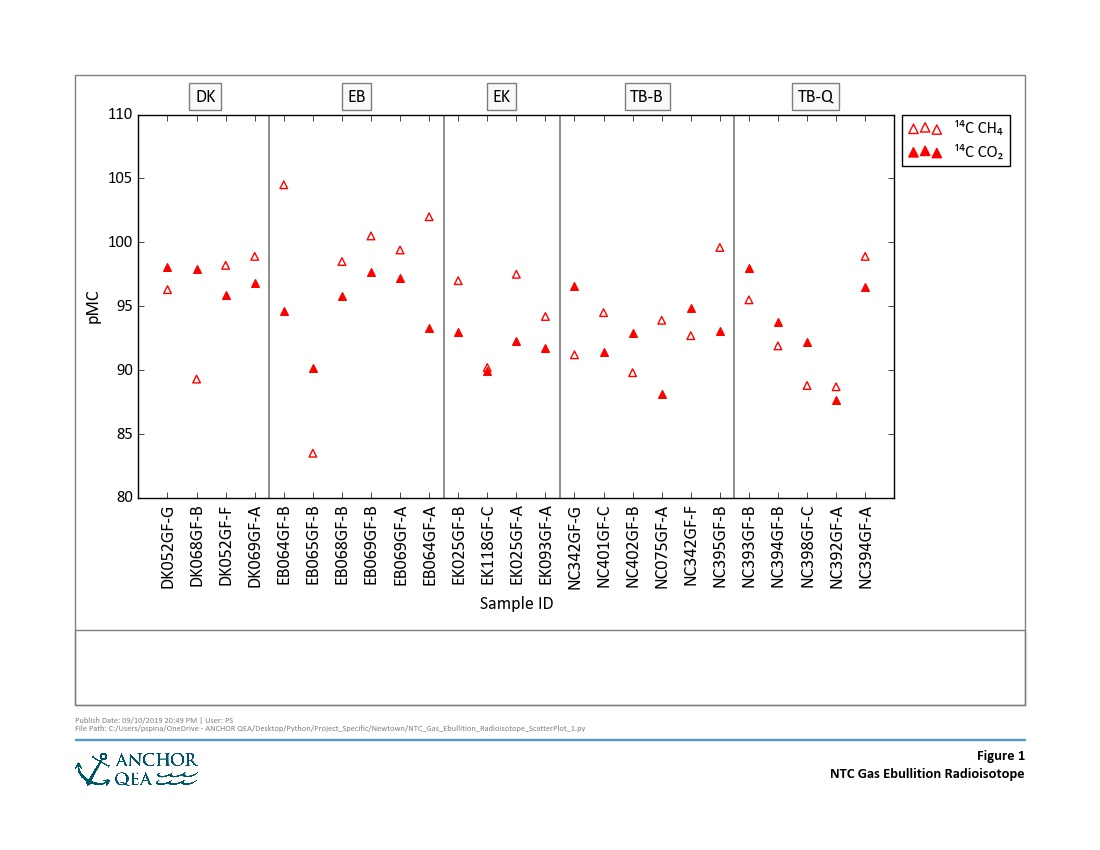 DK EB EK TB-B TB-Q
110
105
100
95
90
85
80
pMC
¹⁴C CH₄
¹⁴C CO₂
DK052GF-G
DK068GF-B
DK052GF-F
DK069GF-A
EB064GF-B
EB065GF-B
EB068GF-B
EB069GF-B
EB069GF-A
EB064GF-A
EK025GF-B
EK118GF-C
EK025GF-A
EK093GF-A
NC342GF-G
NC401GF-C
NC402GF-B
NC075GF-A
NC342GF-F
NC395GF-B
NC393GF-B
NC394GF-B
NC398GF-C
NC392GF-A
NC394GF-A
Sample ID
Publish Date: 09/10/2019 20:49 PM | User: PS
File Path: C:/Users/pspina/OneDrive - ANCHOR QEA/Desktop/Python/Project_Specific/Newtown/NTC_Gas_Ebullition_Radioisotope_ScatterPlot_1.py
ANCHOR
QEA
Figure 1
NTC Gas Ebullition Radioisotope